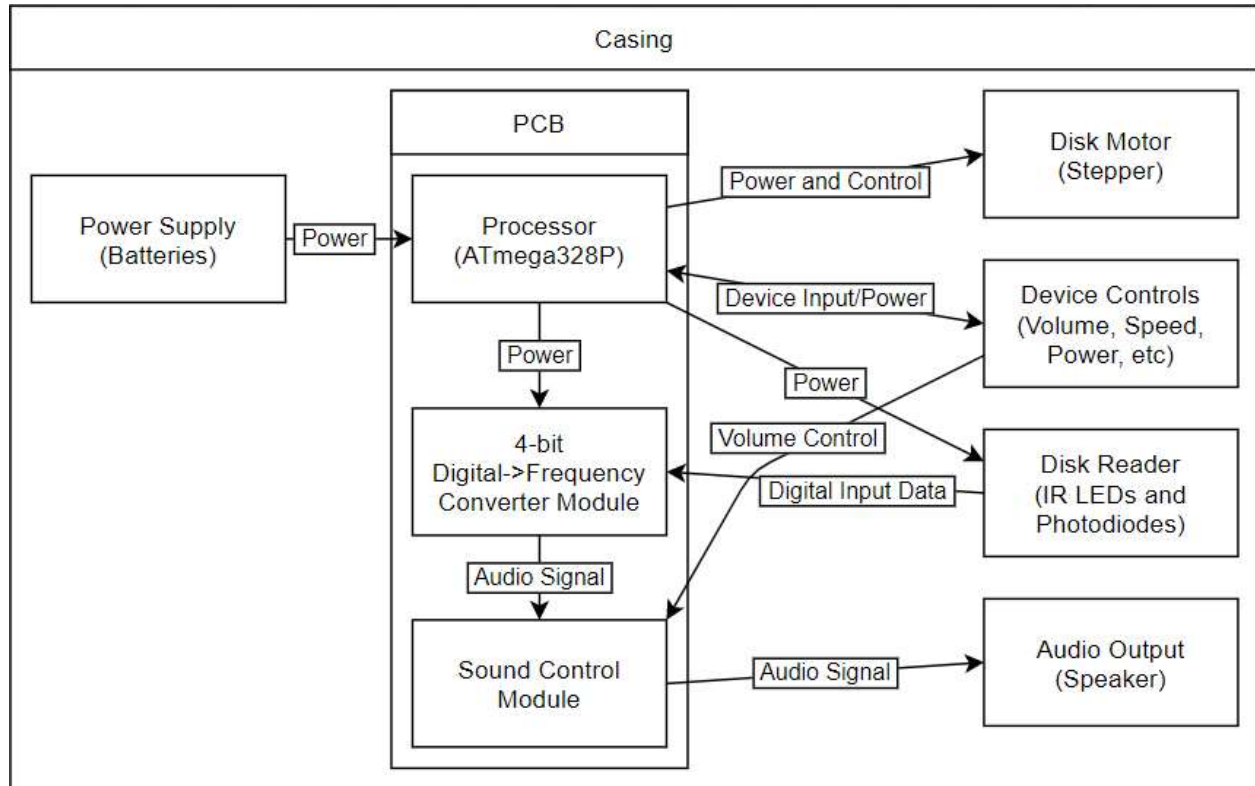 Casing
PCB
Power Supply
(Batteries)
Power
Processor
(ATmega328P)
Power and Control
Disk Motor
(Stepper)
Device Input/Power
Device Controls
(Volume, Speed,
Power, etc)
Power
Power
Volume Control
4-bit
Digital->Frequency
Converter Module
Digital Input Data
Disk Reader
(IR LEDs and
Photodiodes)
Audio Signal
Sound Control
Module
Audio Signal
Audio Output
(Speaker)